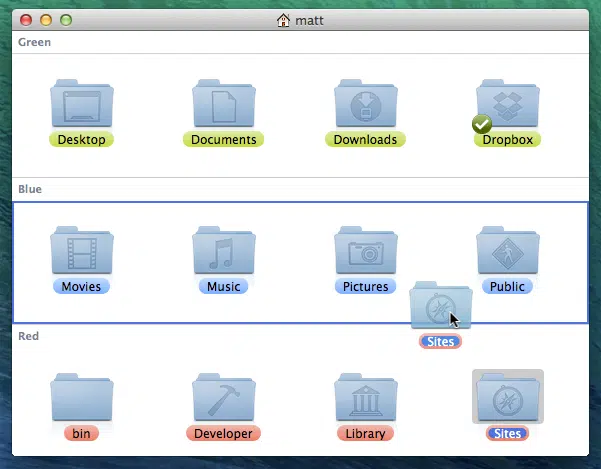 matt
Green
Desktop Documents Downloads Dropbox
Blue
Movies Music Pictures Public
Sites
Red
bin Developer Library Sites